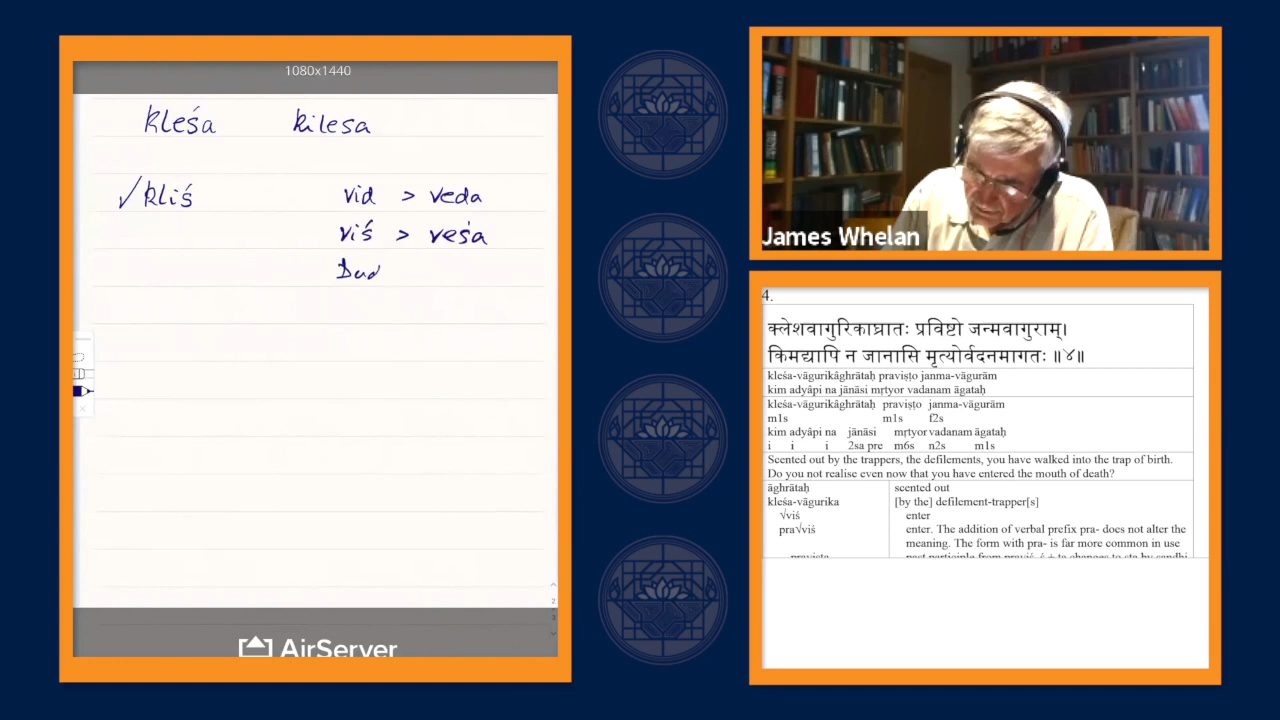 1080x1440
kleśa kilesa
√kliś vid > veda
viś > veśa
AirServer
James Whelan
4.
क्लेशवागुरिकाघ्रातः प्रविष्टो जन्मवागुराम्।
किमद्यापि न जानासि मृत्योर्वदनमागतः ॥४॥
kleśa-vāgurikâghrātaḥ praviṣṭo janma-vāgurām
kim adyâpi na jānāsi mṛtyor vadanam āgataḥ
kleśa-vāgurikâghrātaḥ praviṣṭo janma-vāgurām
m1s m1s f2s
kim adyâpi na jānāsi mṛtyor vadanam āgataḥ
i i i 2sa pre m6s n2s m1s
Scented out by the trappers, the defilements, you have walked into the trap of birth.
Do you not realise even now that you have entered the mouth of death?
āghrātaḥ scented out
kleśa-vāgurika [by the] defilement-trapper[s]
√viś enter
pra√viś enter. The addition of verbal prefix pra- does not alter the
meaning. The form with pra- is far more common in use